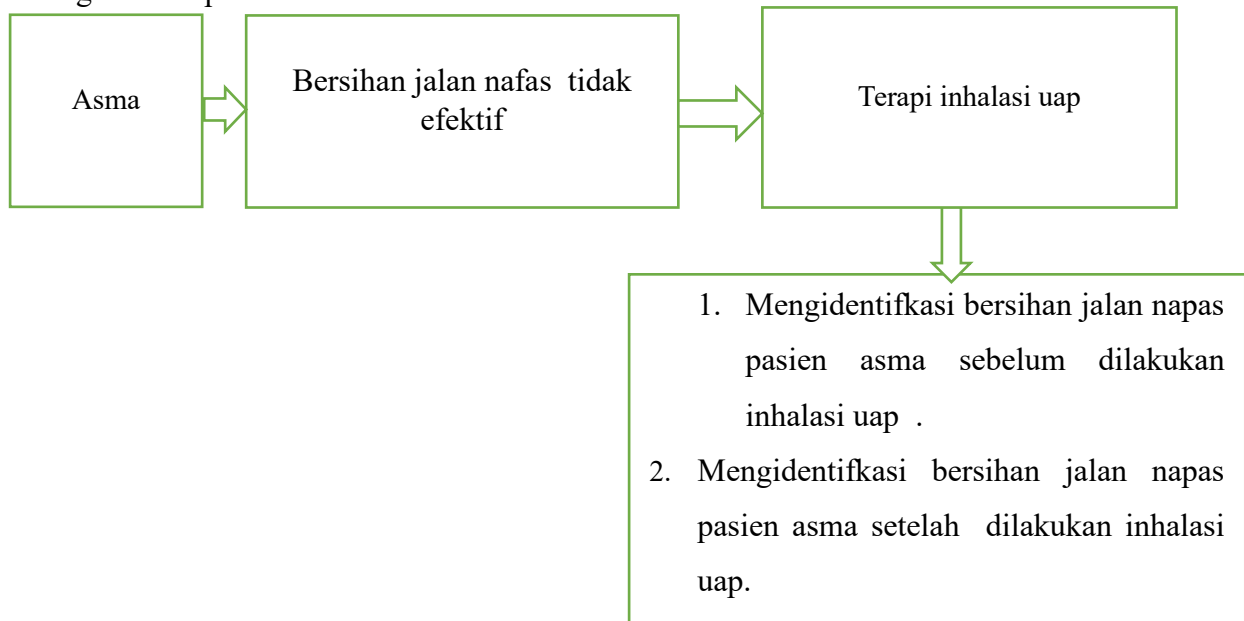 Asma
Bersihan jalan nafas tidak
efektif
Terapi inhalasi uap
1. Mengidentifkasi bersihan jalan napas
pasien asma sebelum dilakukan
inhalasi uap .
2. Mengidentifkasi bersihan jalan napas
pasien asma setelah dilakukan inhalasi
uap.